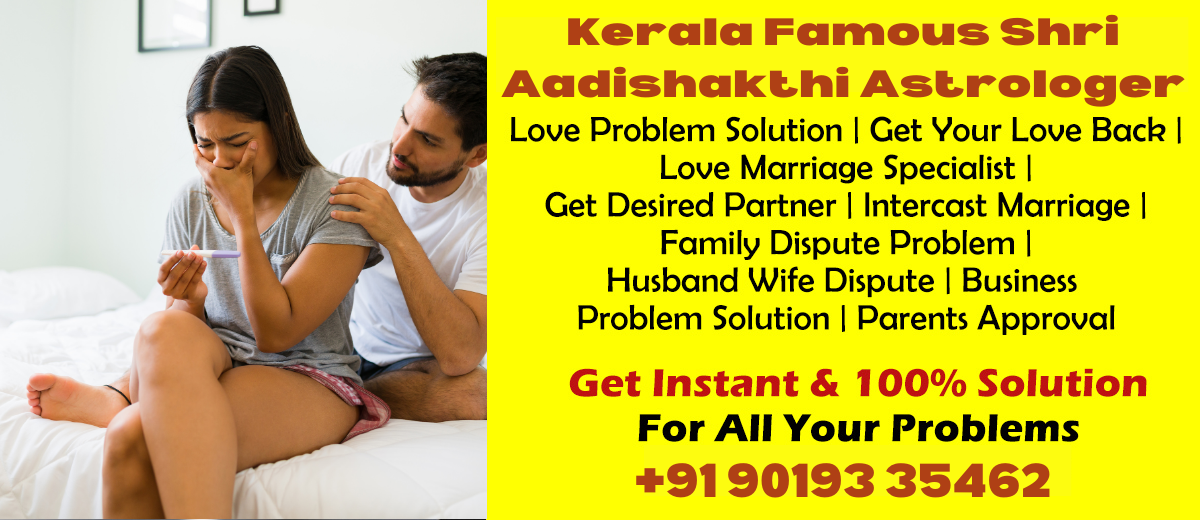 Kerala Famous Shri
Aadishakthi Astrologer
Love Problem Solution | Get Your Love Back |
Love Marriage Specialist |
Get Desired Partner | Intercast Marriage |
Family Dispute Problem |
Husband Wife Dispute | Business
Problem Solution | Parents Approval
Get Instant & 100% Solution
For All Your Problems
+91 90193 35462